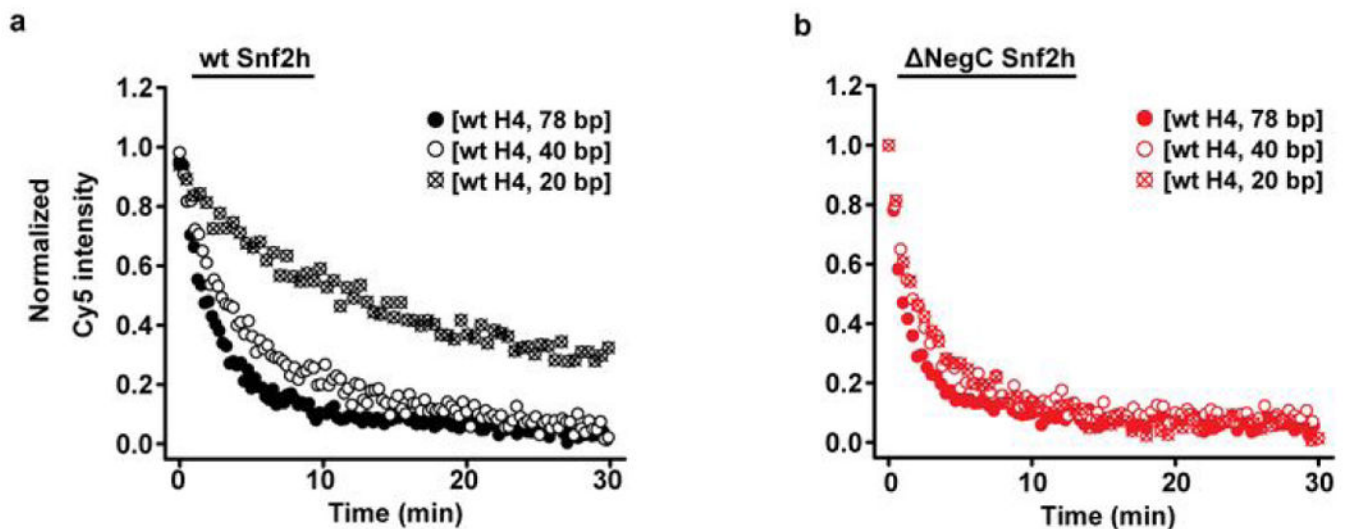 a
wt Snf2h
Normalized
Cy5 intensity
1.2
1.0
0.8
0.6
0.4
0.2
0.0
[wt H4, 78 bp]
[wt H4, 40 bp]
[wt H4, 20 bp]
0 10 20 30
Time (min)
b
ΔNegC Snf2h
1.2
1.0
0.8
0.6
0.4
0.2
0.0
[wt H4, 78 bp]
[wt H4, 40 bp]
[wt H4, 20 bp]
0 10 20 30
Time (min)